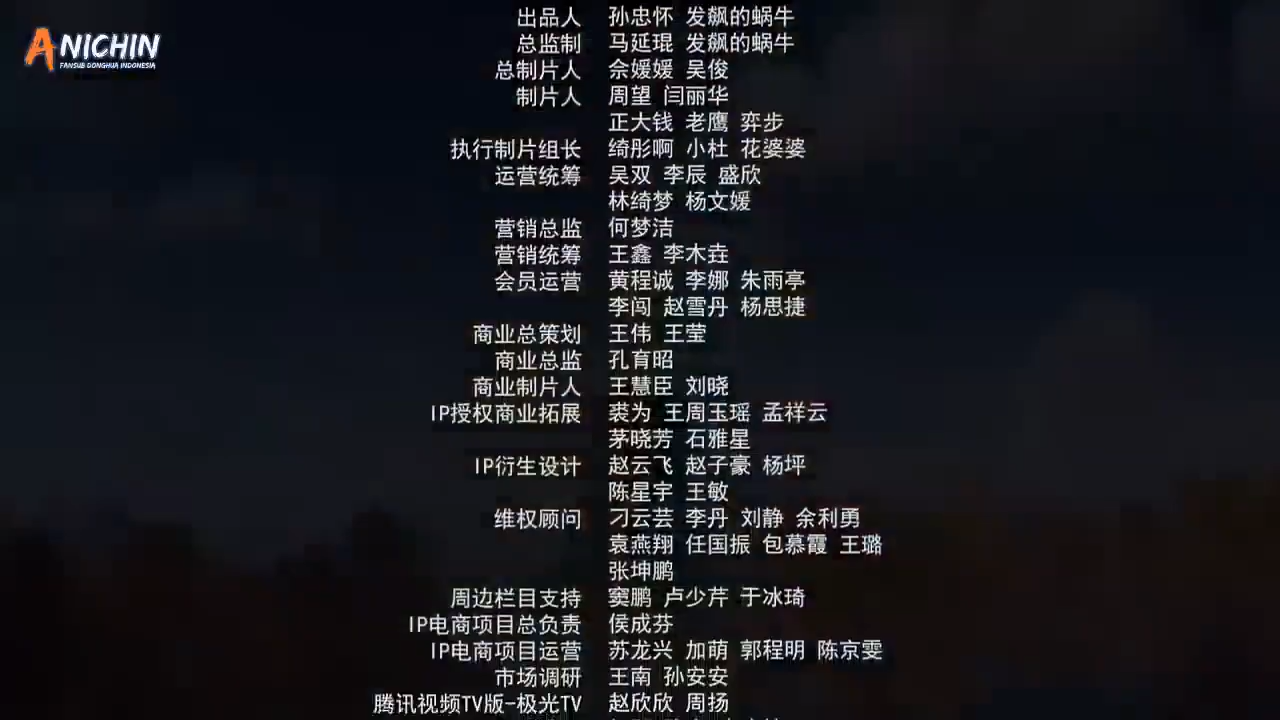 ANICHIN
FANSUB DONGHUA INDONESIA
出品人 孙忠怀 发飙的蜗牛
总监制 马延琨 发飙的蜗牛
总制片人 佘媛媛 吴俊
制片人 周望 闫丽华
正大钱 老鹰 弈步
执行制片组长 绮彤啊 小杜 花婆婆
运营统筹 吴双 李辰 盛欣
林绮梦 杨文媛
营销总监 何梦洁
营销统筹 王鑫 李木垚
会员运营 黄程诚 李娜 朱雨亭
李闯 赵雪丹 杨思捷
商业总策划 王伟 王莹
商业总监 孔育昭
商业制片人 王慧臣 刘晓
IP授权商业拓展 裘为 王周玉瑶 孟祥云
茅晓芳 石雅星
IP衍生设计 赵云飞 赵子豪 杨坪
陈星宇 王敏
维权顾问 刁云芸 李丹 刘静 余利勇
袁燕翔 任国振 包慕霞 王璐
张坤鹏
周边栏目支持 窦鹏 卢少芹 于冰琦
IP电商项目总负责 侯成芬
IP电商项目运营 苏龙兴 加萌 郭程明 陈京雯
市场调研 王南 孙安安
腾讯视频TV版-极光TV 赵欣欣 周扬